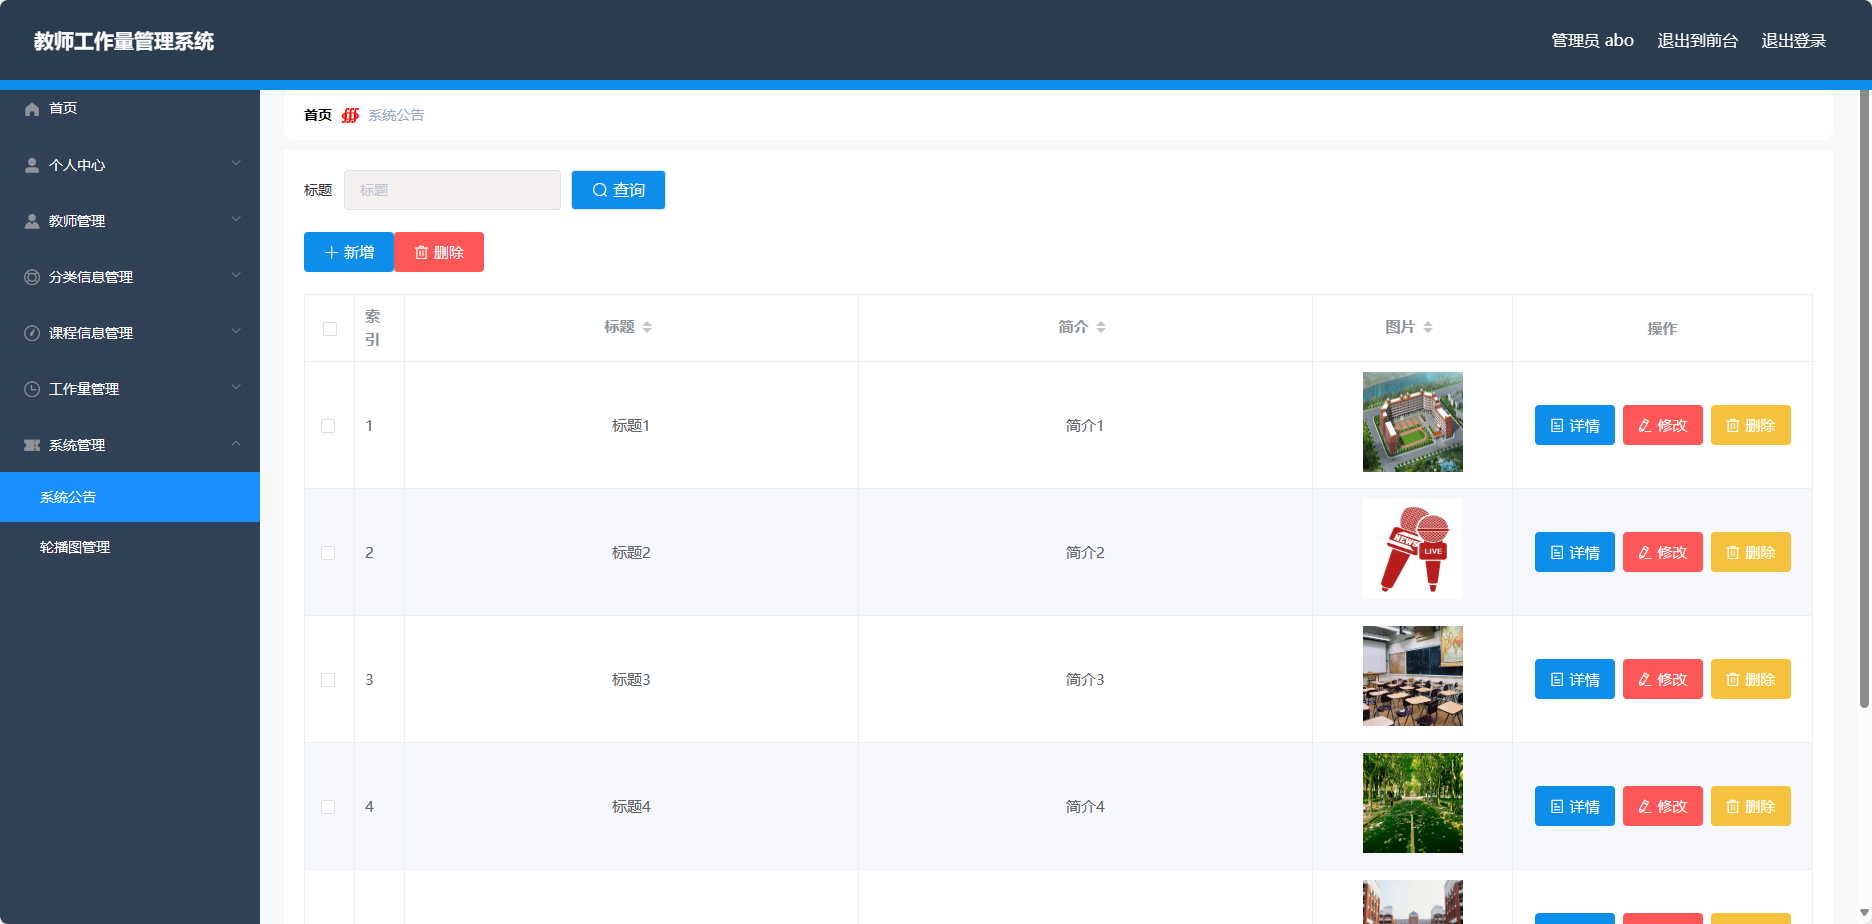 教师工作量管理系统
管理员 abo 退出到前台 退出登录
首页
个人中心
教师管理
分类信息管理
课程信息管理
工作量管理
系统管理
系统公告
轮播图管理
首页 系统公告
标题 标题 查询
新增 删除
索引 标题 简介 图片 操作
1 标题1 简介1 详情 修改 删除
2 标题2 简介2 NEWS LIVE 详情 修改 删除
3 标题3 简介3 详情 修改 删除
4 标题4 简介4 详情 修改 删除